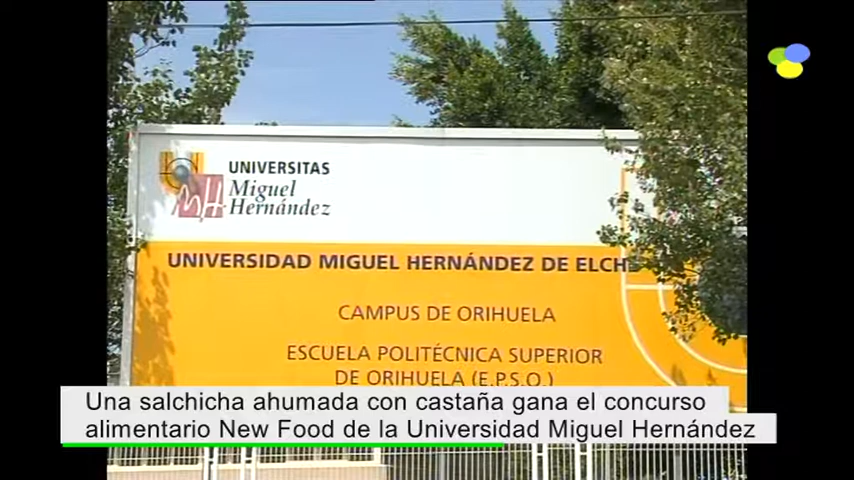 UNIVERSITAS
Miguel
Hernández
MH
UNIVERSIDAD MIGUEL HERNÁNDEZ DE ELCHE
CAMPUS DE ORIHUELA
ESCUELA POLITÉCNICA SUPERIOR
DE ORIHUELA (E.P.S.O.)
Una salchicha ahumada con castaña gana el concurso
alimentario New Food de la Universidad Miguel Hernández